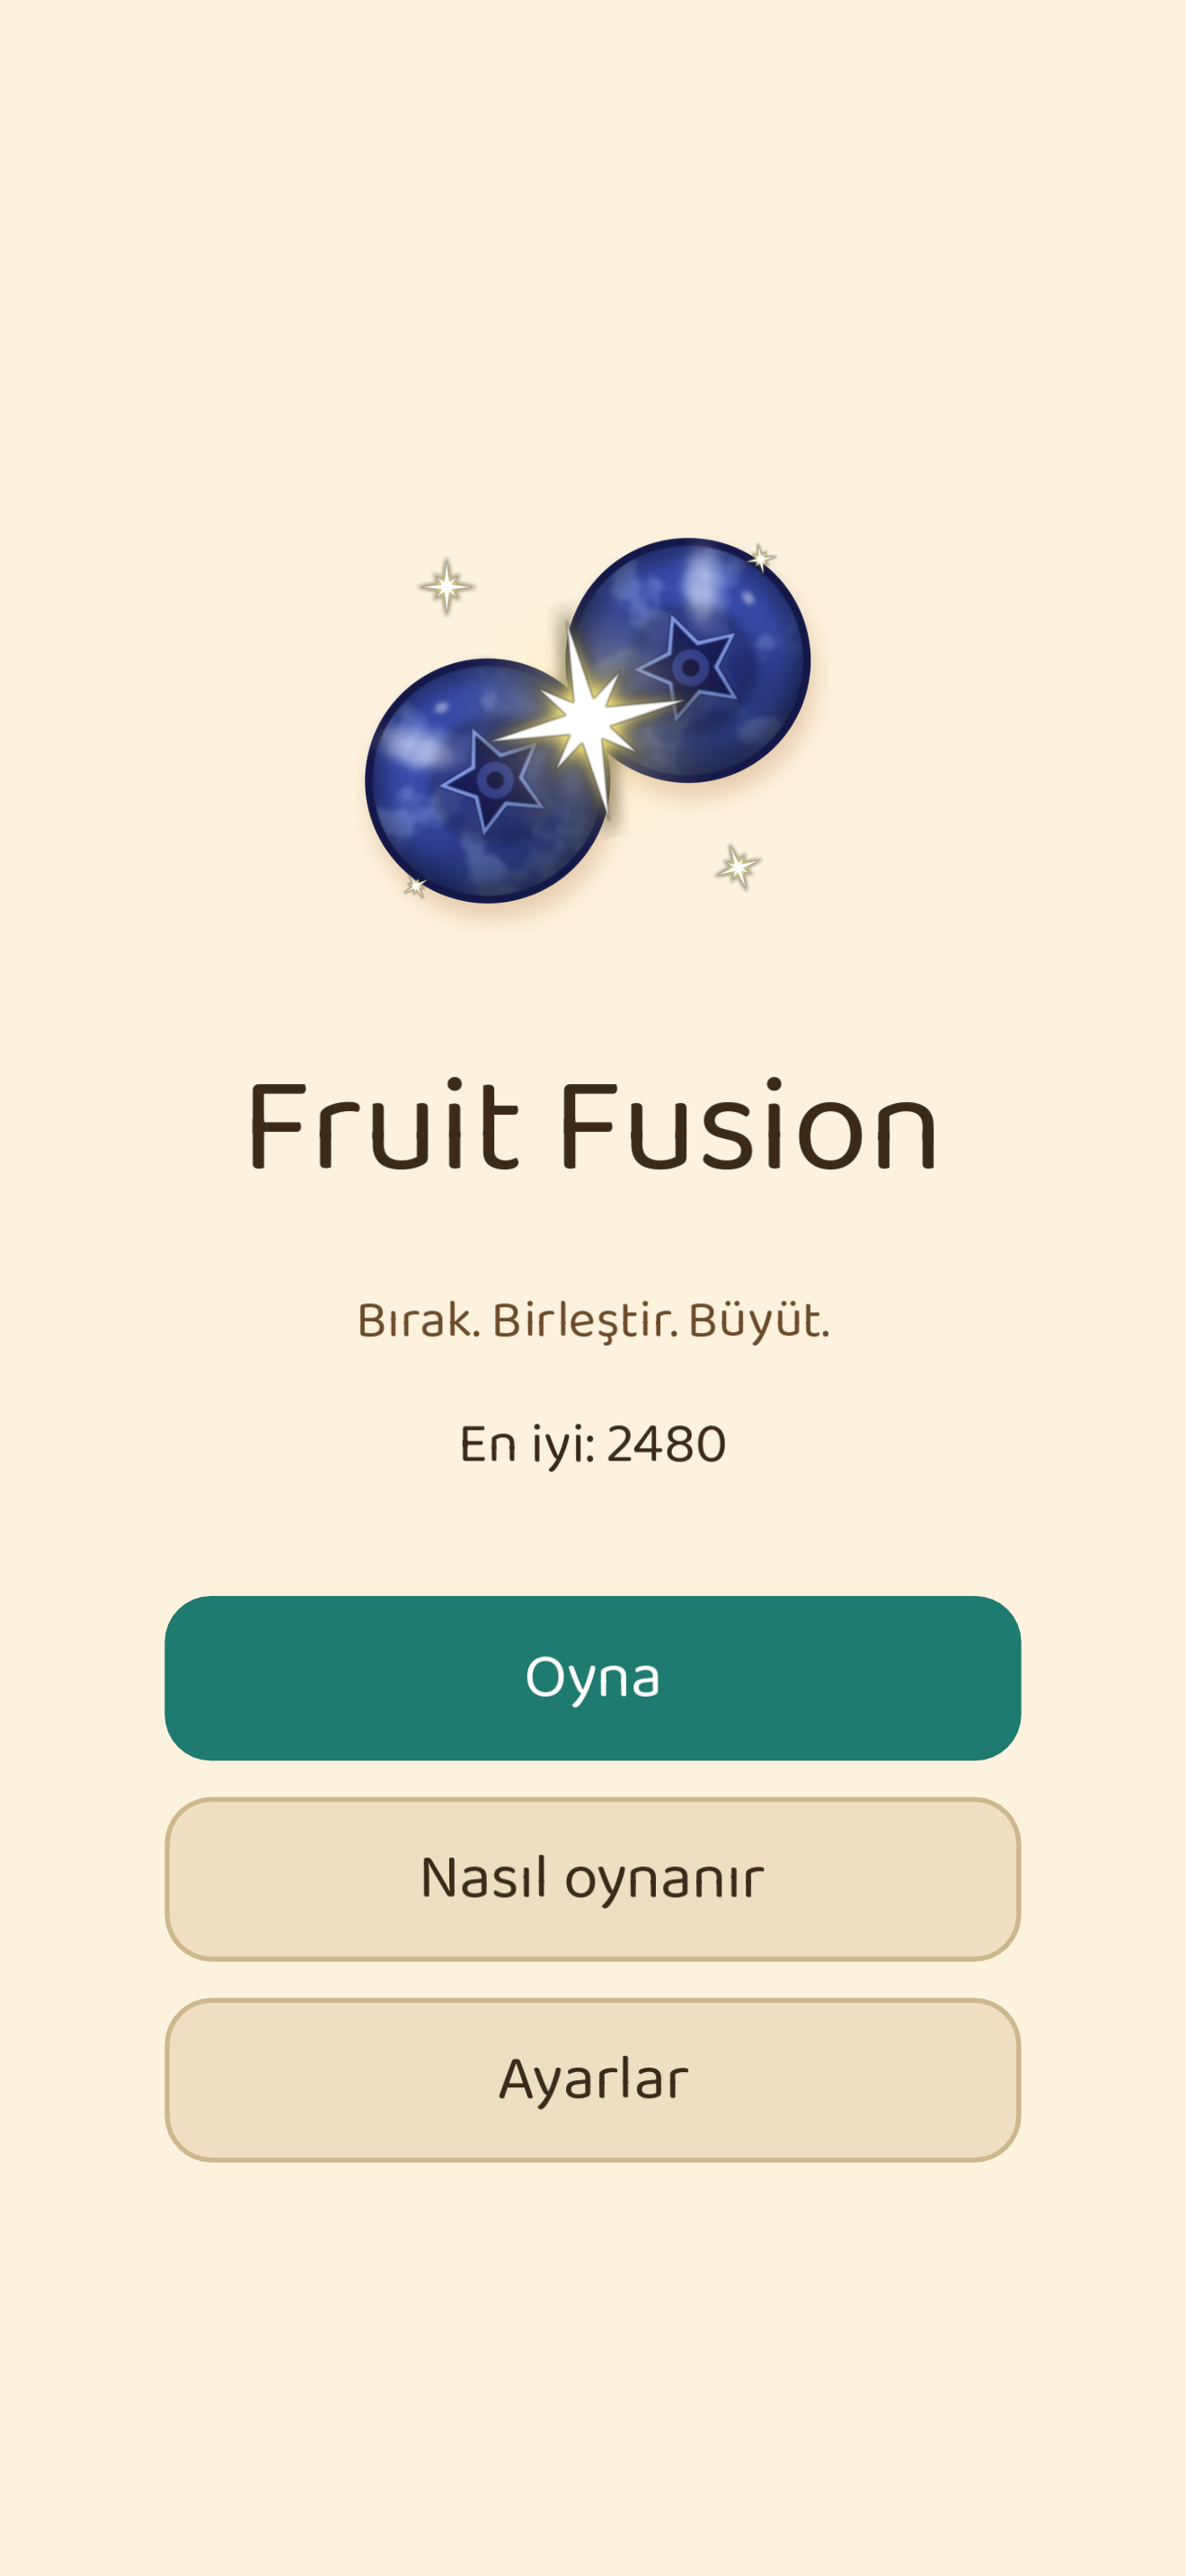 Fruit Fusion
Bırak. Birleştir. Büyüt.
En iyi: 2480
Oyna
Nasıl oynanır
Ayarlar